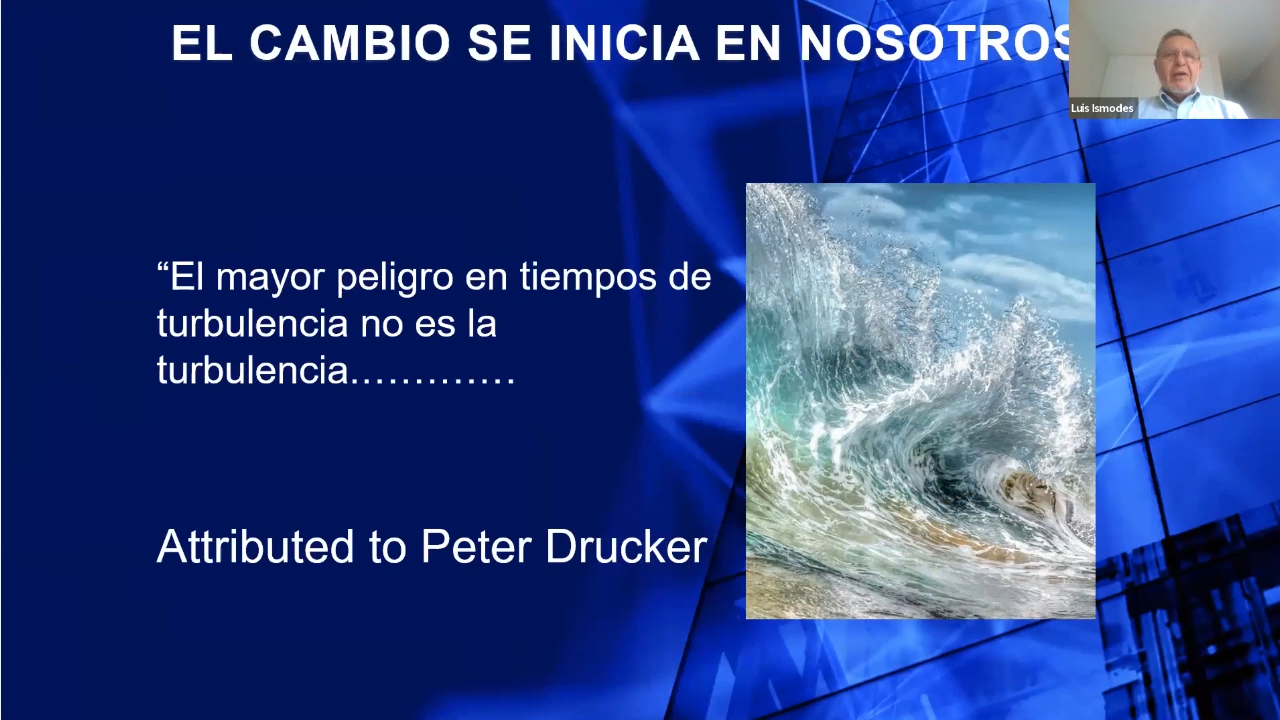 EL CAMBIO SE INICIA EN NOSOTROS
Luis Ismodes
“El mayor peligro en tiempos de
turbulencia no es la
turbulencia.............
Attributed to Peter Drucker